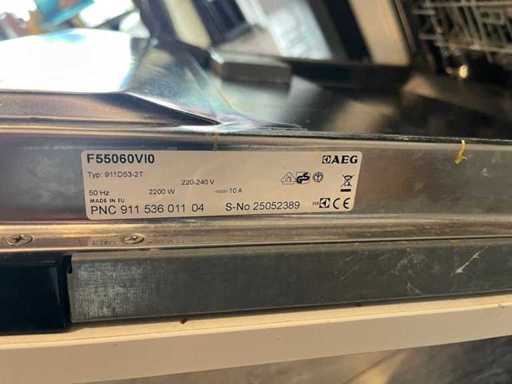 F55060VI0
AEG
Typ: 911D53-2T
220-240 V
50 Hz 2200 W 10 A
MADE IN EU
PNC 911 536 011 04 S-No 25052389
CE